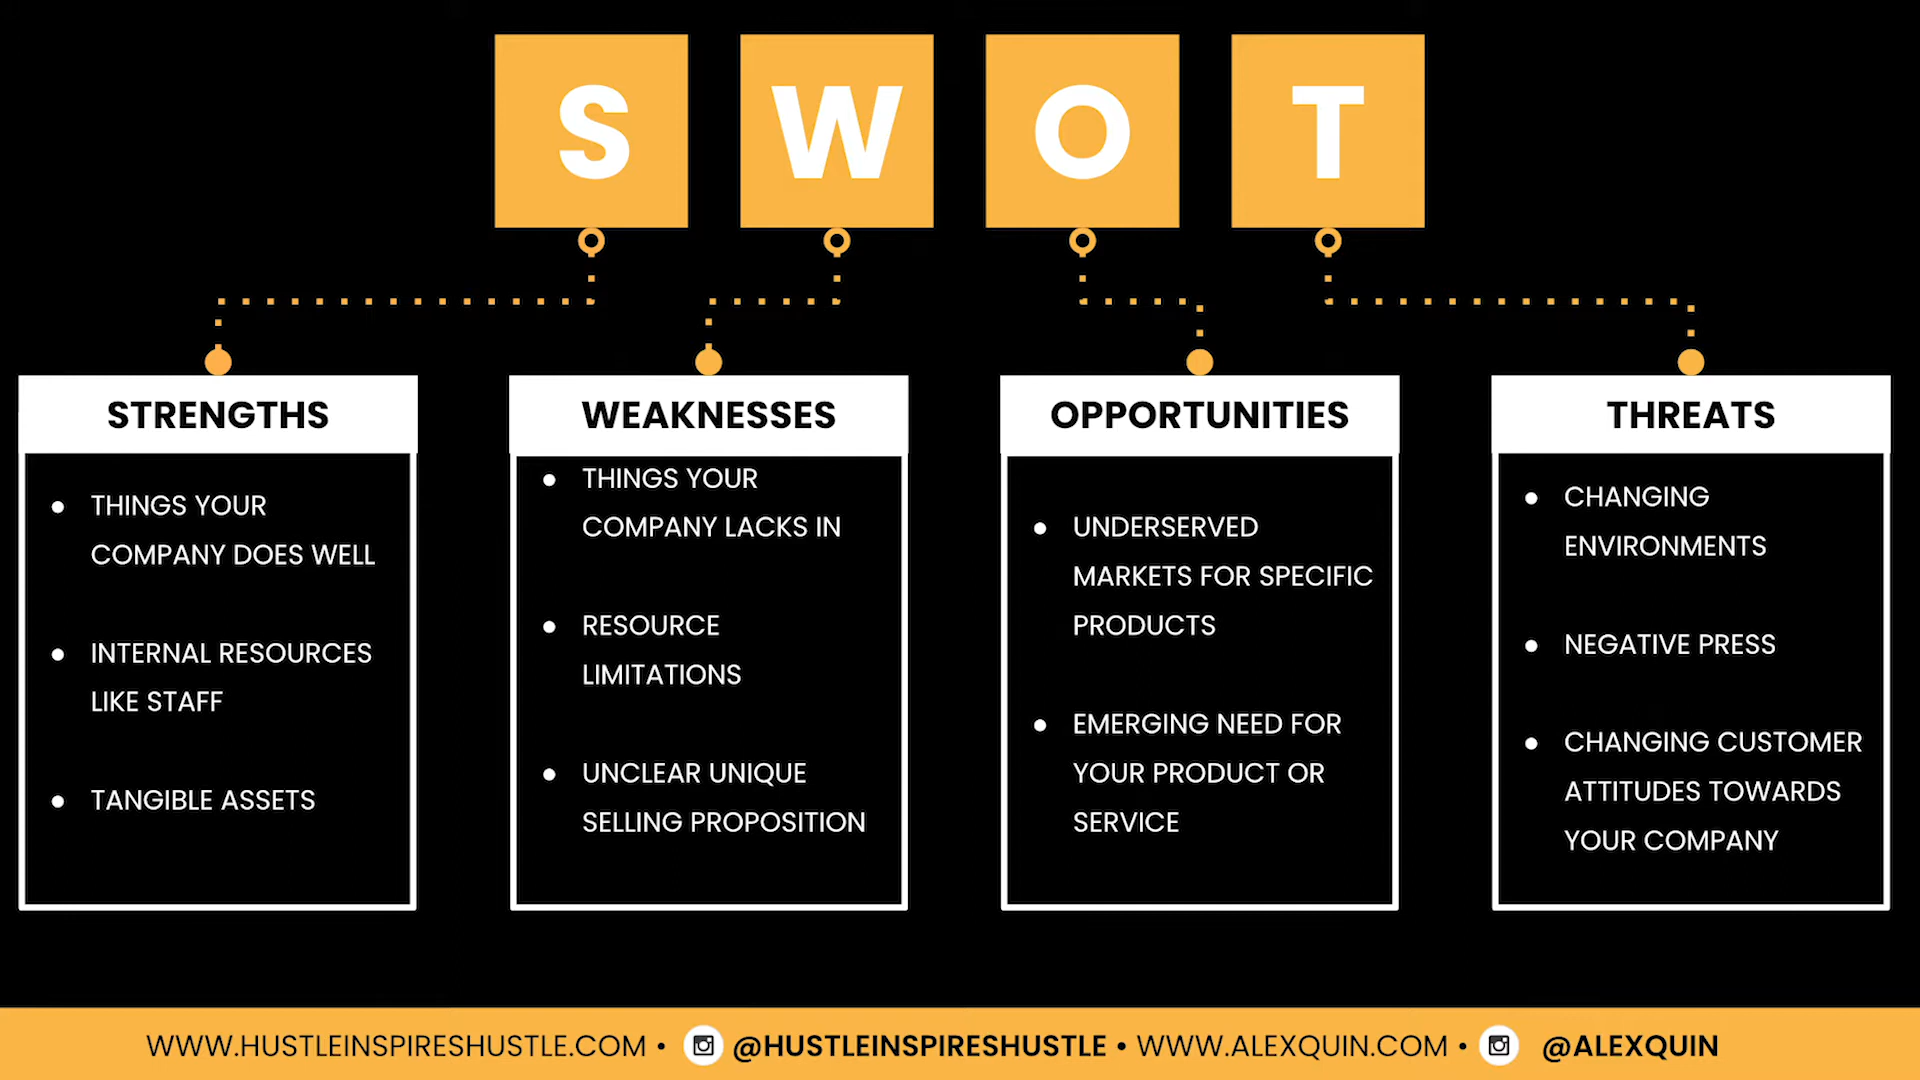 S W O T
STRENGTHS
THINGS YOUR
COMPANY DOES WELL
INTERNAL RESOURCES
LIKE STAFF
TANGIBLE ASSETS
WEAKNESSES
THINGS YOUR
COMPANY LACKS IN
RESOURCE
LIMITATIONS
UNCLEAR UNIQUE
SELLING PROPOSITION
OPPORTUNITIES
UNDERSERVED
MARKETS FOR SPECIFIC
PRODUCTS
EMERGING NEED FOR
YOUR PRODUCT OR
SERVICE
THREATS
CHANGING
ENVIRONMENTS
NEGATIVE PRESS
CHANGING CUSTOMER
ATTITUDES TOWARDS
YOUR COMPANY
WWW.HUSTLEINSPIRESHUSTLE.COM • @HUSTLEINSPIRESHUSTLE • WWW.ALEXQUIN.COM • @ALEXQUIN